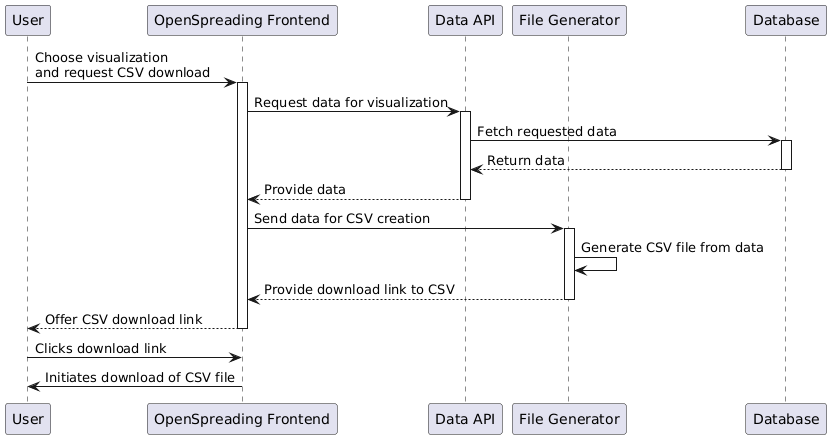 User
OpenSpreading Frontend
Data API
File Generator
Database
Choose visualization
and request CSV download
Request data for visualization
Fetch requested data
Return data
Provide data
Send data for CSV creation
Generate CSV file from data
Provide download link to CSV
Offer CSV download link
Clicks download link
Initiates download of CSV file
User
OpenSpreading Frontend
Data API
File Generator
Database